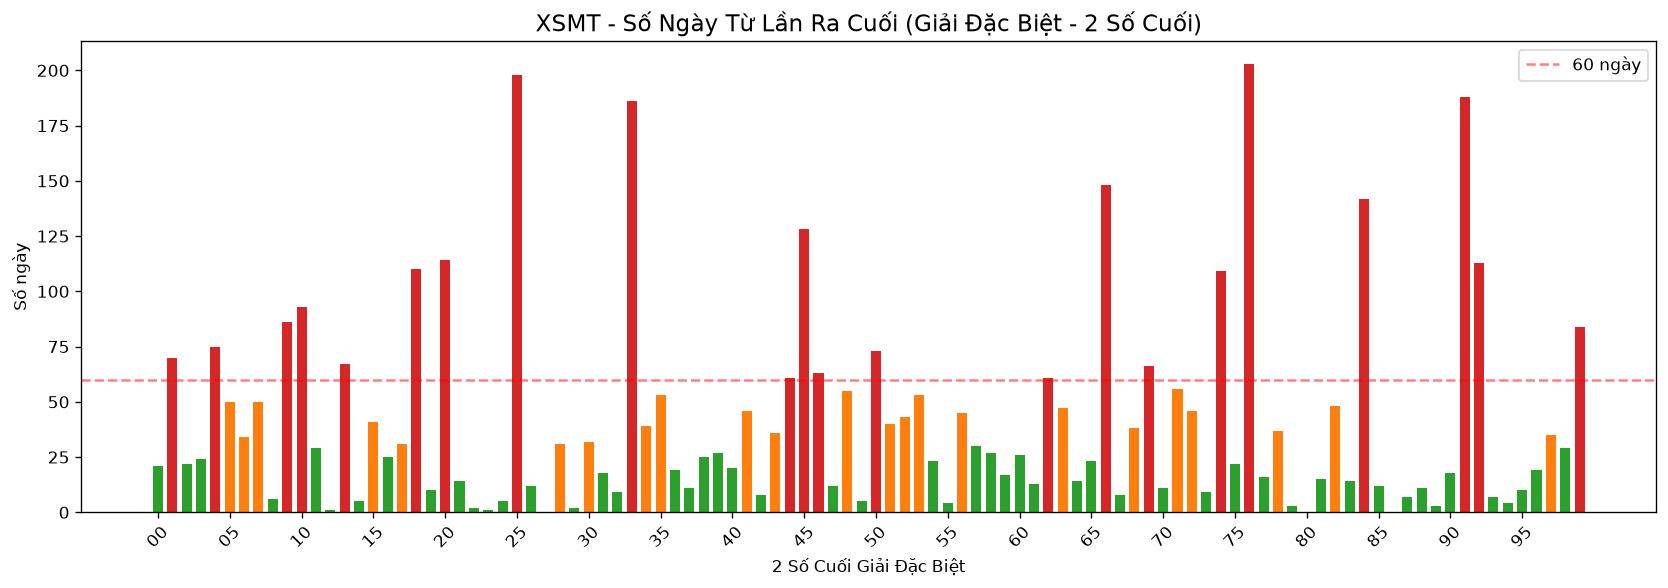 XSMT - Số Ngày Từ Lần Ra Cuối (Giải Đặc Biệt - 2 Số Cuối)
60 ngày
Số ngày
200
175
150
125
100
75
50
25
0
00 05 10 15 20 25 30 35 40 45 50 55 60 65 70 75 80 85 90 95
2 Số Cuối Giải Đặc Biệt